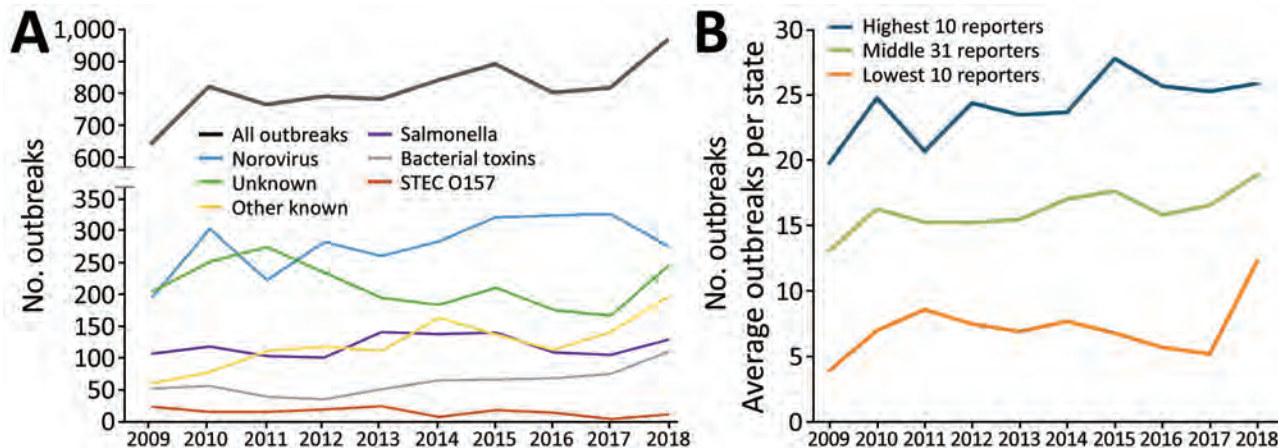 A
No. outbreaks
1,000
900
800
700
600
350
300
250
200
150
100
50
0
All outbreaks
Norovirus
Unknown
Other known
Salmonella
Bacterial toxins
STEC O157
2009 2010 2011 2012 2013 2014 2015 2016 2017 2018
B
No. outbreaks
Average outbreaks per state
30
25
20
15
10
5
0
Highest 10 reporters
Middle 31 reporters
Lowest 10 reporters
2009 2010 2011 2012 2013 2014 2015 2016 2017 2018